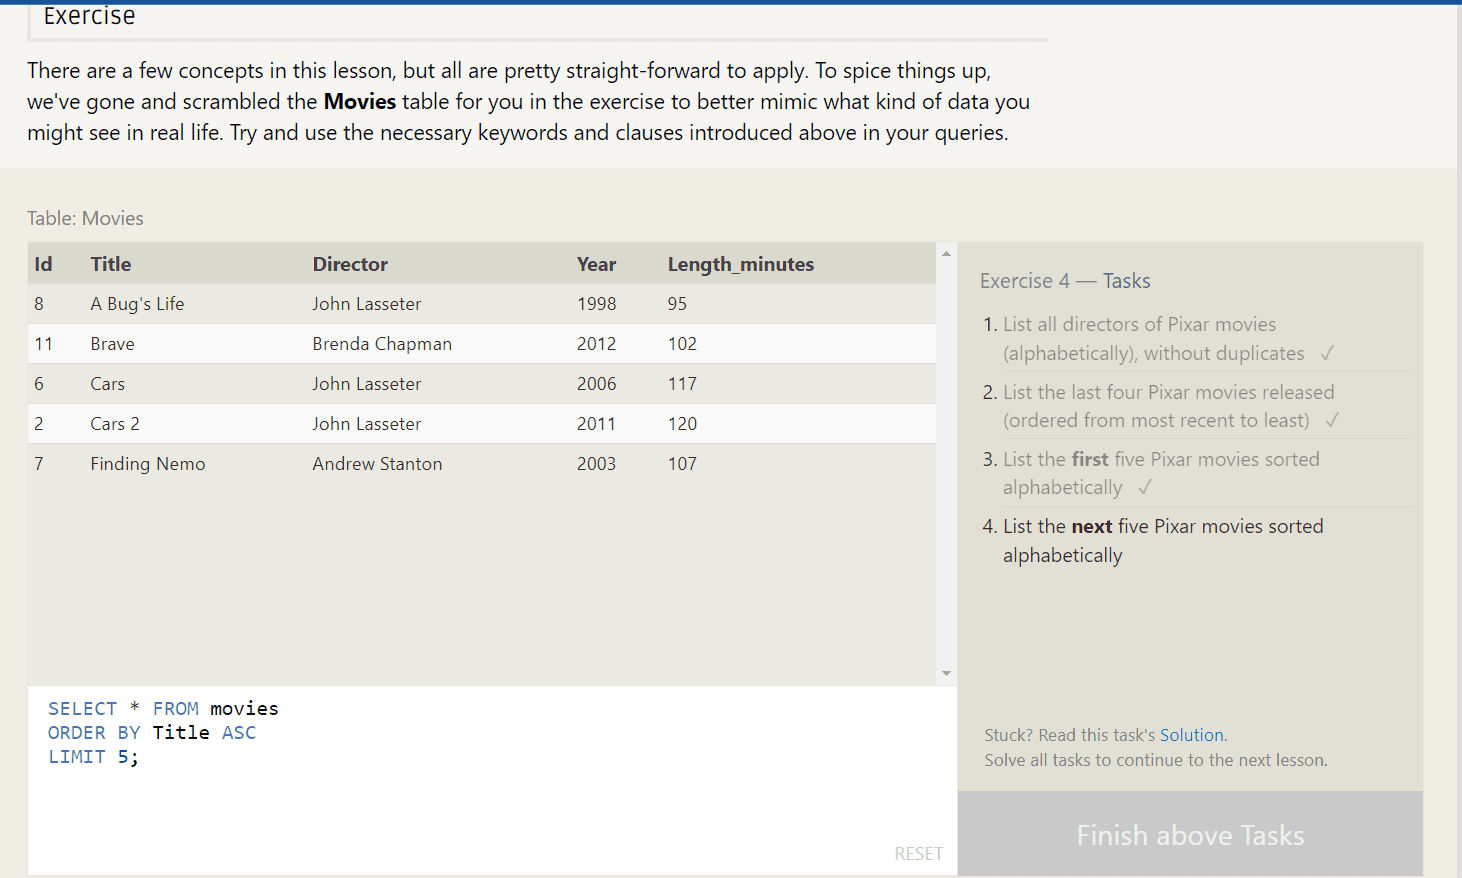 Exercise
There are a few concepts in this lesson, but all are pretty straight-forward to apply. To spice things up,
we've gone and scrambled the Movies table for you in the exercise to better mimic what kind of data you
might see in real life. Try and use the necessary keywords and clauses introduced above in your queries.
Table: Movies
Id Title Director Year Length_minutes
8 A Bug's Life John Lasseter 1998 95
11 Brave Brenda Chapman 2012 102
6 Cars John Lasseter 2006 117
2 Cars 2 John Lasseter 2011 120
7 Finding Nemo Andrew Stanton 2003 107
SELECT * FROM movies
ORDER BY Title ASC
LIMIT 5;
RESET
Exercise 4 — Tasks
1. List all directors of Pixar movies
(alphabetically), without duplicates ✓
2. List the last four Pixar movies released
(ordered from most recent to least) ✓
3. List the first five Pixar movies sorted
alphabetically ✓
4. List the next five Pixar movies sorted
alphabetically
Stuck? Read this task's Solution.
Solve all tasks to continue to the next lesson.
Finish above Tasks